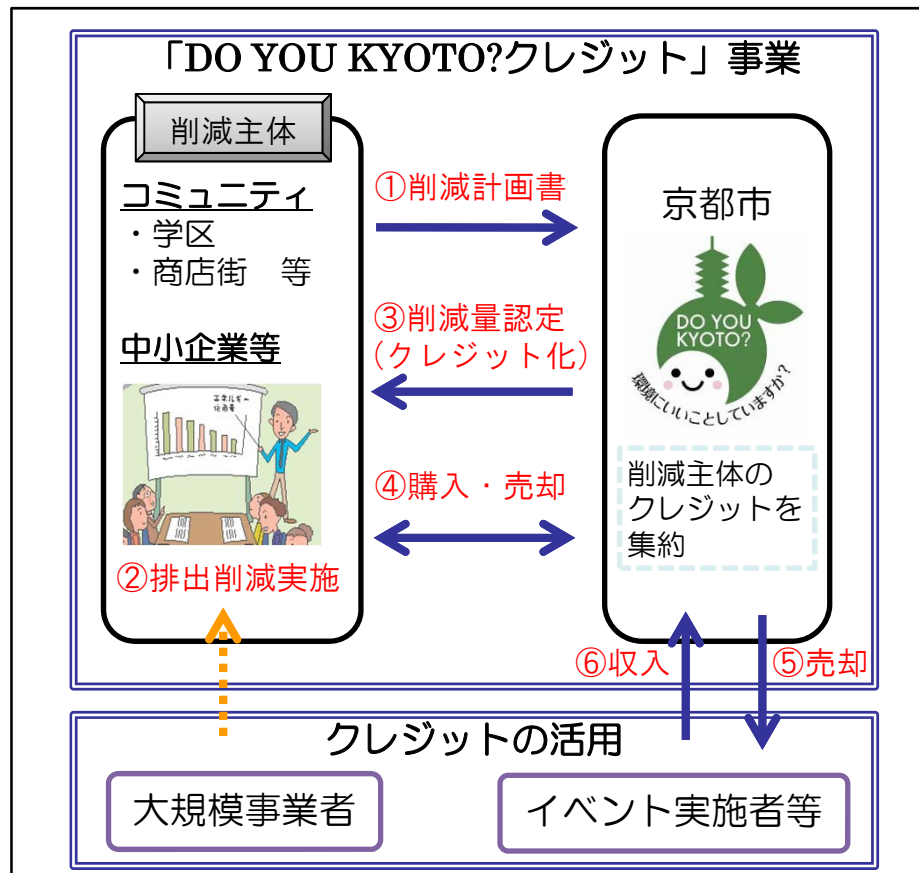 「DO YOU KYOTO?クレジット」事業
削減主体
コミュニティ
・学区
・商店街　等
中小企業等
エネルギー
②排出削減実施
①削減計画書
③削減量認定
(クレジット化)
④購入・売却
京都市
DO YOU
KYOTO?
環境にいいことしていますか?
削減主体の
クレジットを
集約
⑥収入
⑤売却
クレジットの活用
大規模事業者
イベント実施者等